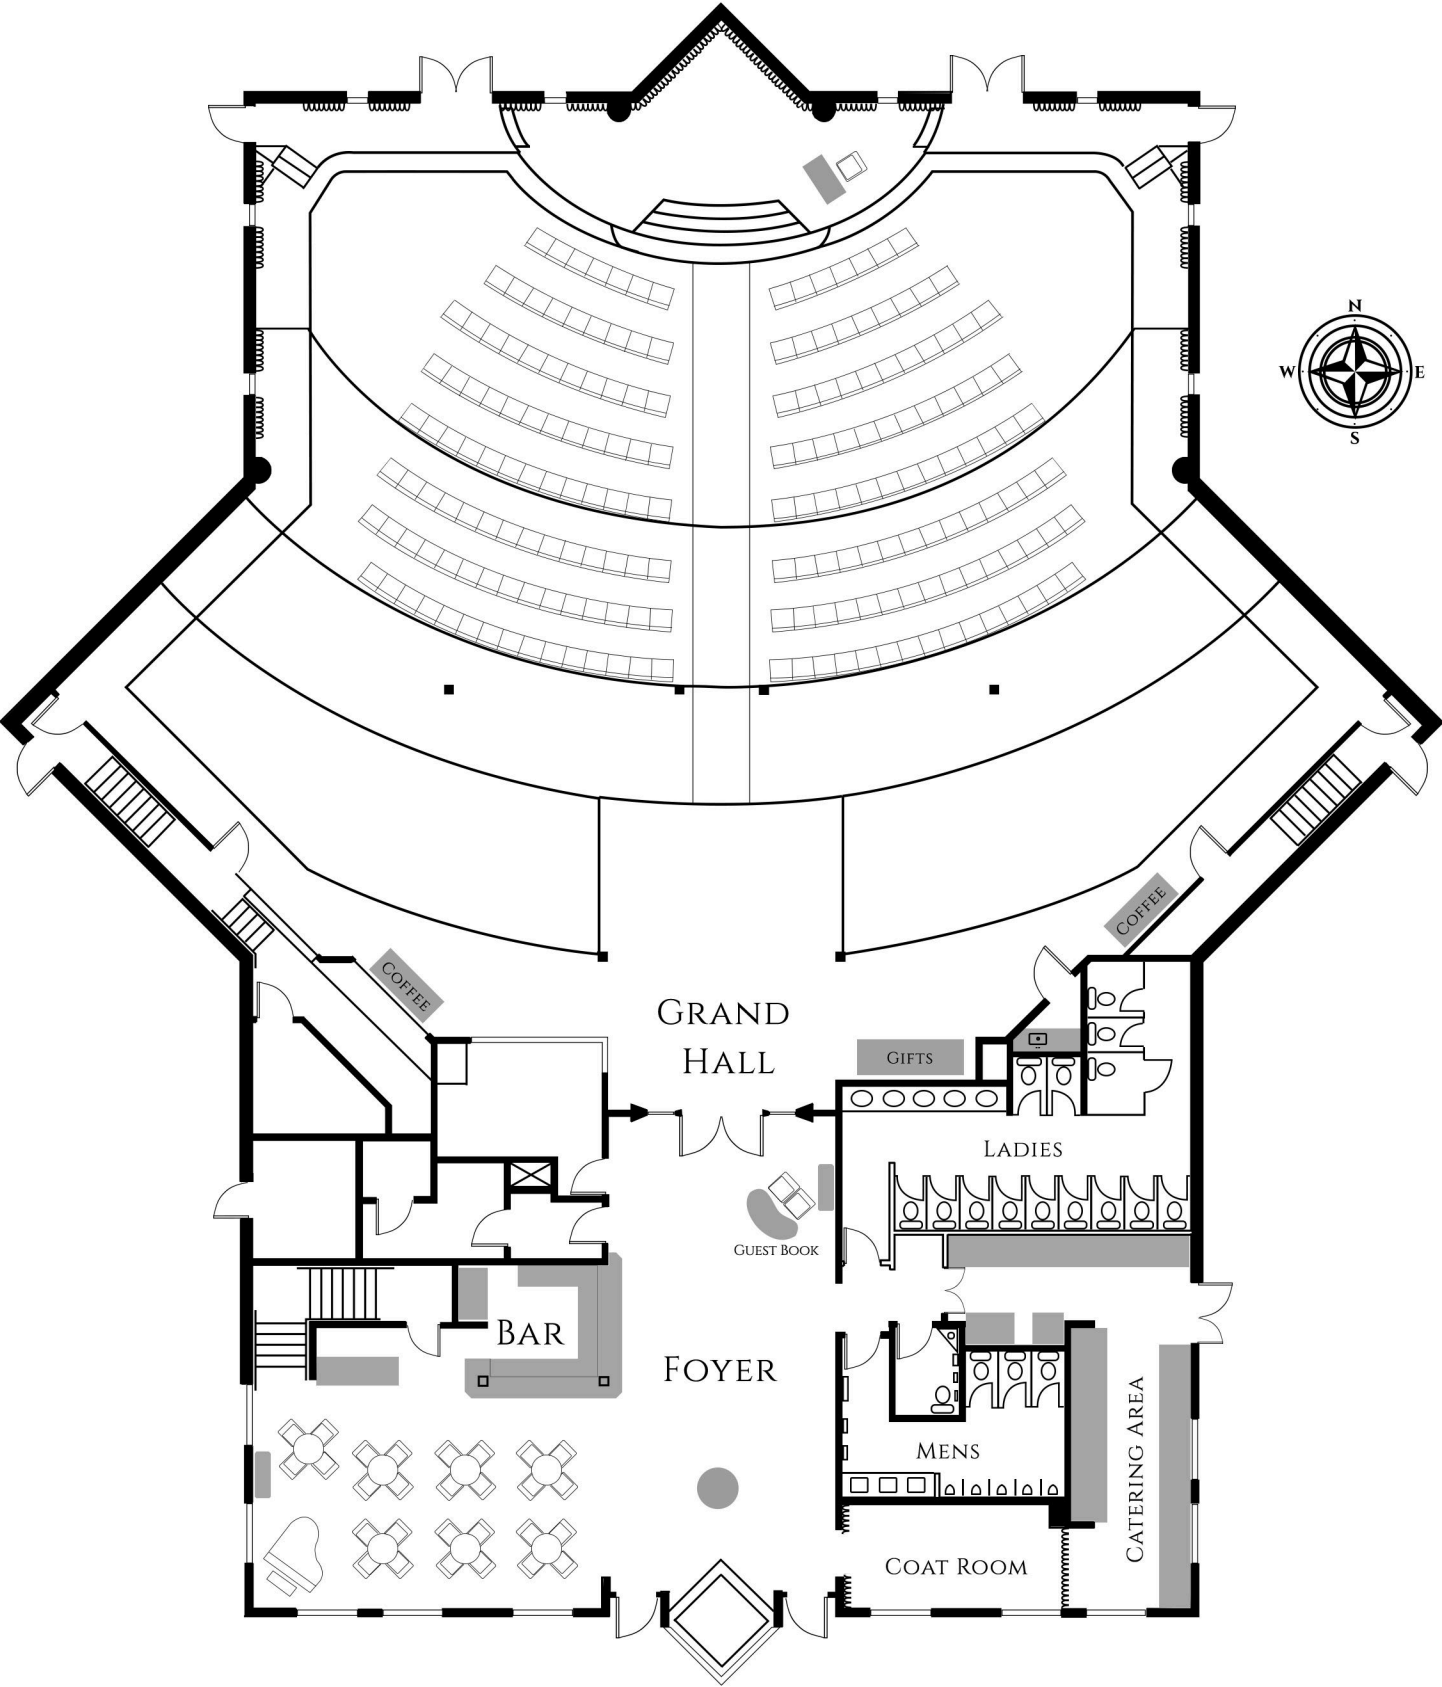 N
W E
S
COFFEE
COFFEE
GRAND
HALL
GIFTS
LADIES
GUEST BOOK
BAR
FOYER
MENS
CATERING AREA
COAT ROOM